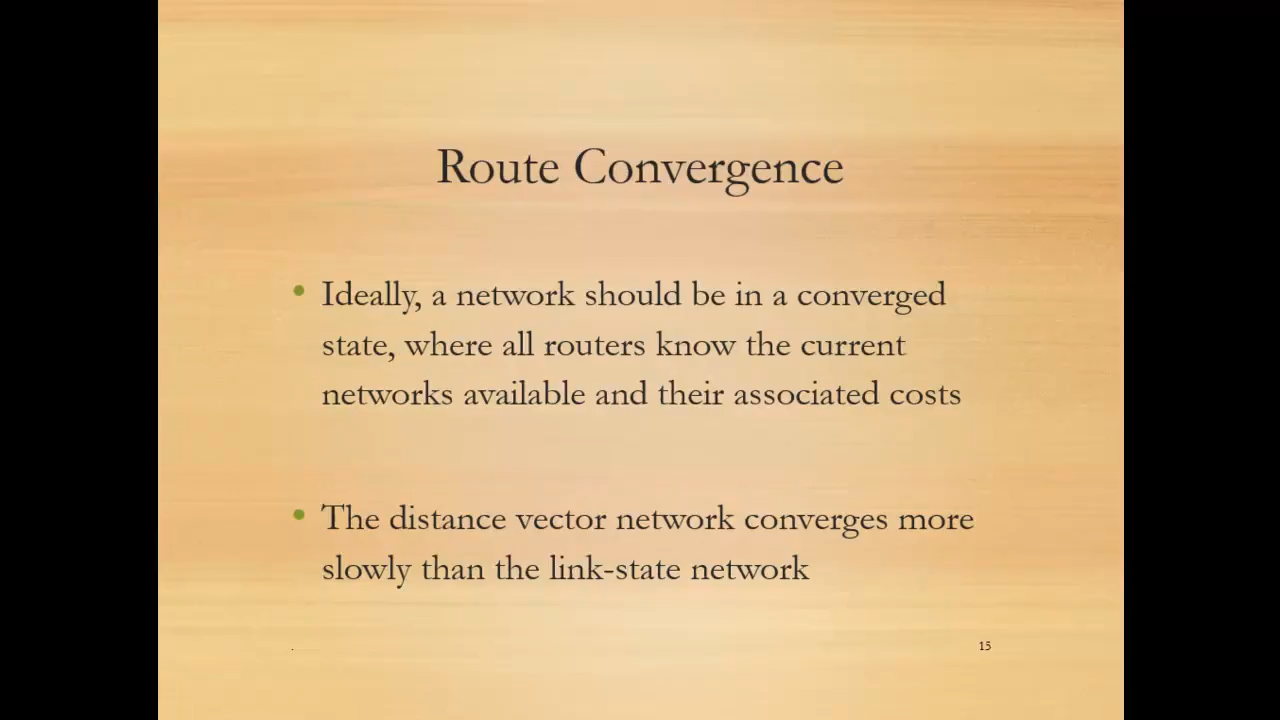 Route Convergence
• Ideally, a network should be in a converged
state, where all routers know the current
networks available and their associated costs
• The distance vector network converges more
slowly than the link-state network
.
15